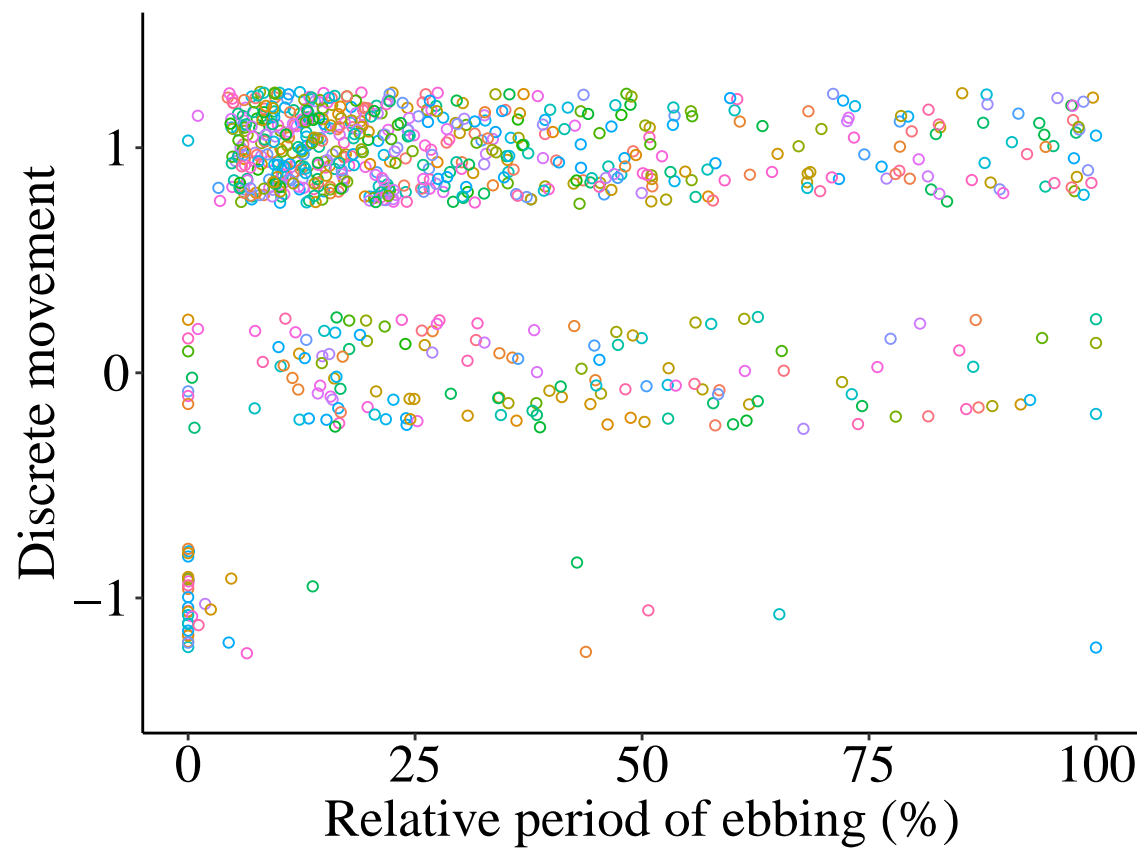 Discrete movement
1
0
−1
0 25 50 75 100
Relative period of ebbing (%)